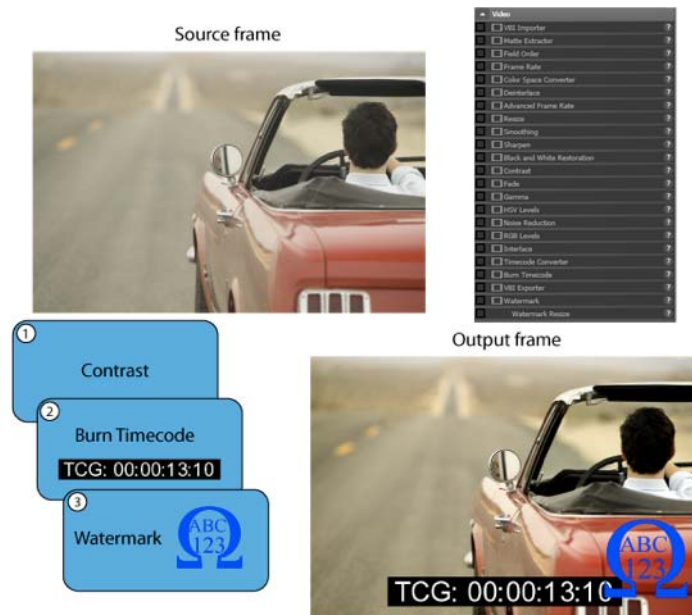 Source frame
Video
VBI Importer
Matte Extractor
Field Order
Frame Rate
Color Space Converter
Deinterlace
Advanced Frame Rate
Resize
Smoothing
Sharpen
Black and White Restoration
Contrast
Fade
Gamma
HSV Levels
Noise Reduction
RGB Levels
Interlace
Timecode Converter
Burn Timecode
VBI Exporter
Watermark
Watermark Resize
1
Contrast
2
Burn Timecode
TCG: 00:00:13:10
3
Watermark
ABC
123
Output frame
ABC
123
TCG: 00:00:13:10